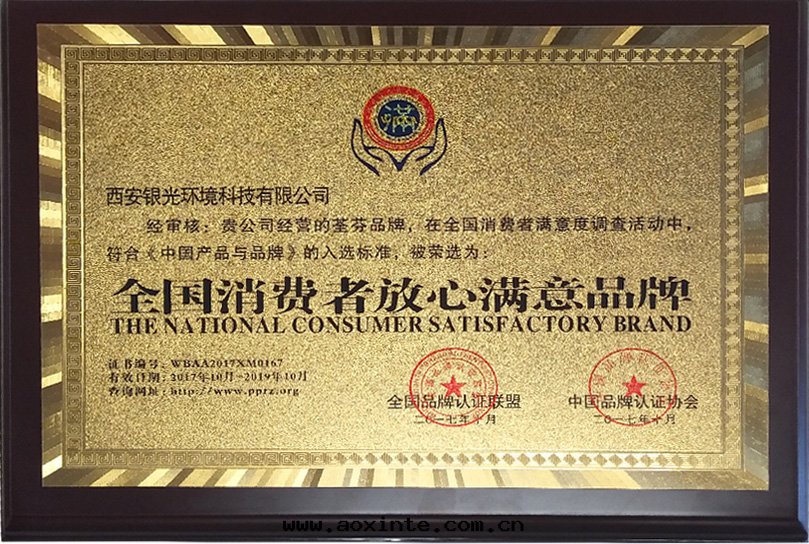 满
西安银光环境科技有限公司
经审核：贵公司经营的荃芬品牌，在全国消费者满意度调查活动中，
符合《中国产品与品牌》的入选标准，被荣选为：
全国消费者放心满意品牌
THE NATIONAL CONSUMER SATISFACTORY BRAND
证书编号：WBAA2017XM0167
有效日期：2017年10月-2019年10月
查询网址：http://www.pprz.org
全国品牌认证联盟
二〇一七年十月
中国品牌认证协会
二〇一七年十月
www.aoxinte.com.cn